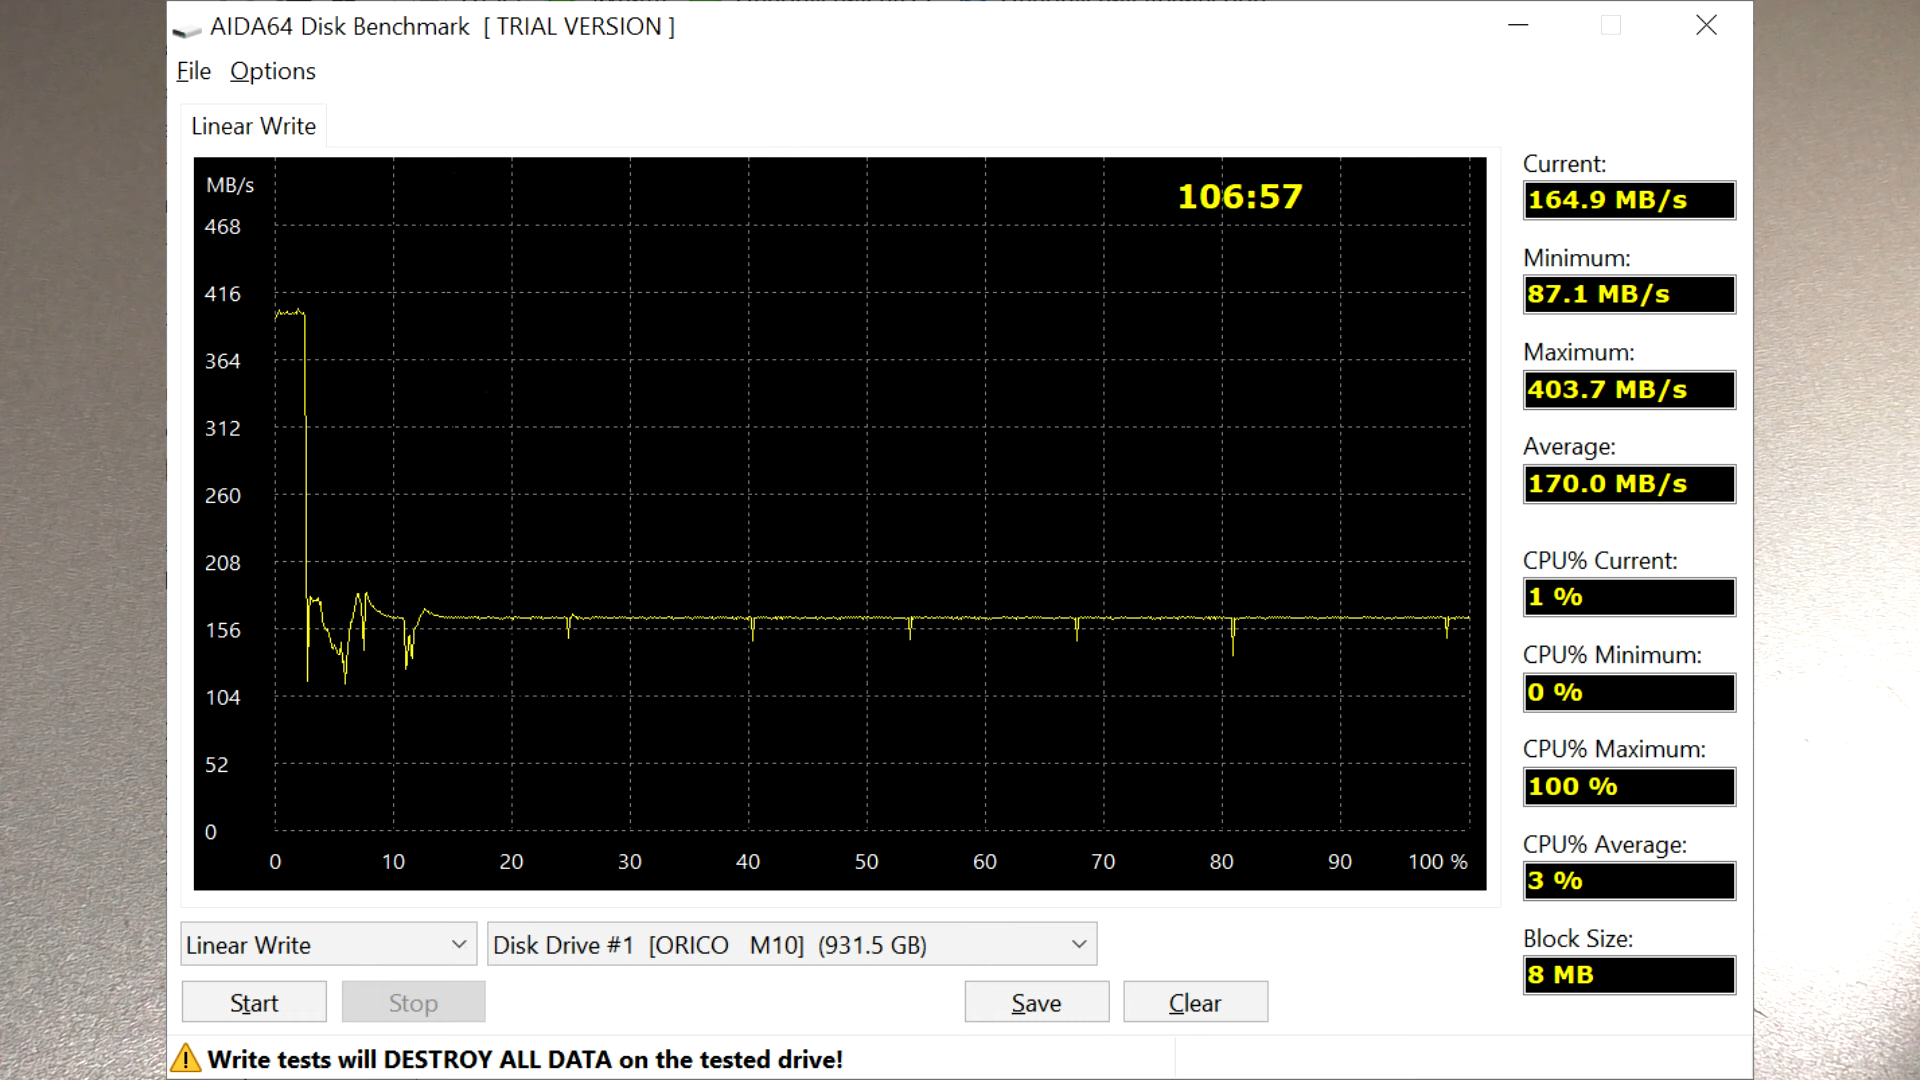 AIDA64 Disk Benchmark [ TRIAL VERSION ]
File Options
Linear Write
MB/s
106:57
468
416
364
312
260
208
156
104
52
0
0 10 20 30 40 50 60 70 80 90 100 %
Current:
164.9 MB/s
Minimum:
87.1 MB/s
Maximum:
403.7 MB/s
Average:
170.0 MB/s
CPU% Current:
1 %
CPU% Minimum:
0 %
CPU% Maximum:
100 %
CPU% Average:
3 %
Block Size:
8 MB
Linear Write
Disk Drive #1 [ORICO M10] (931.5 GB)
Start Stop Save Clear
Write tests will DESTROY ALL DATA on the tested drive!